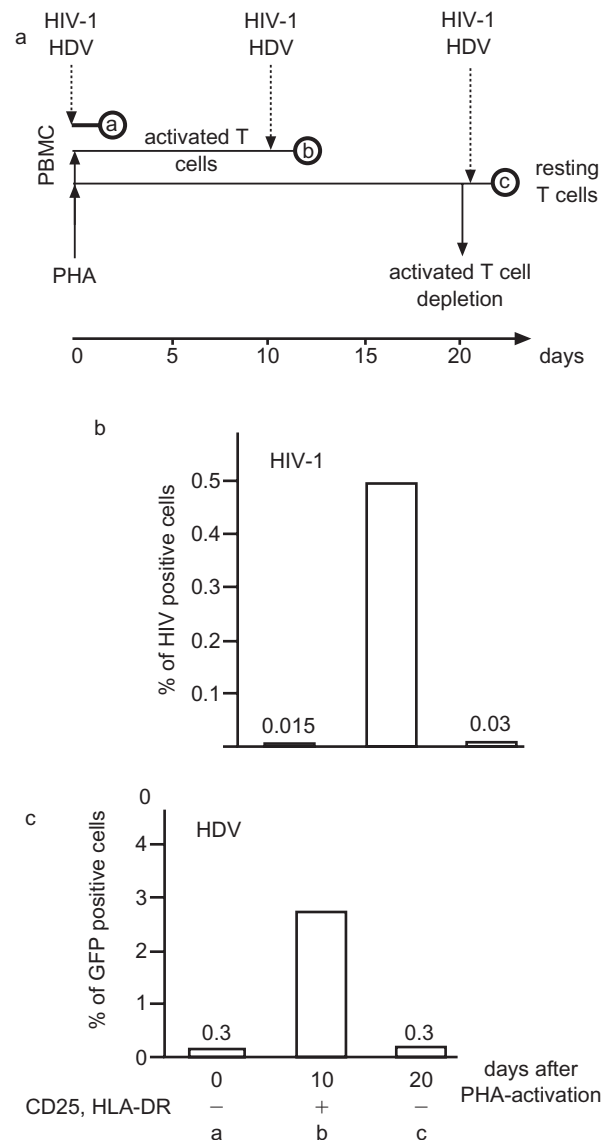 a
HIV-1 HIV-1 HIV-1
HDV HDV HDV
PBMC
a
activated T
cells
b
c
resting
T cells
PHA
activated T cell
depletion
0 5 10 15 20 days
b
HIV-1
% of HIV positive cells
0.5
0.4
0.3
0.2
0.1
0.015 0.03
0
c
HDV
% of GFP positive cells
4
3
2
1
0
0.3 0.3
0 10 20
days after
PHA-activation
CD25, HLA-DR − + −
a b c